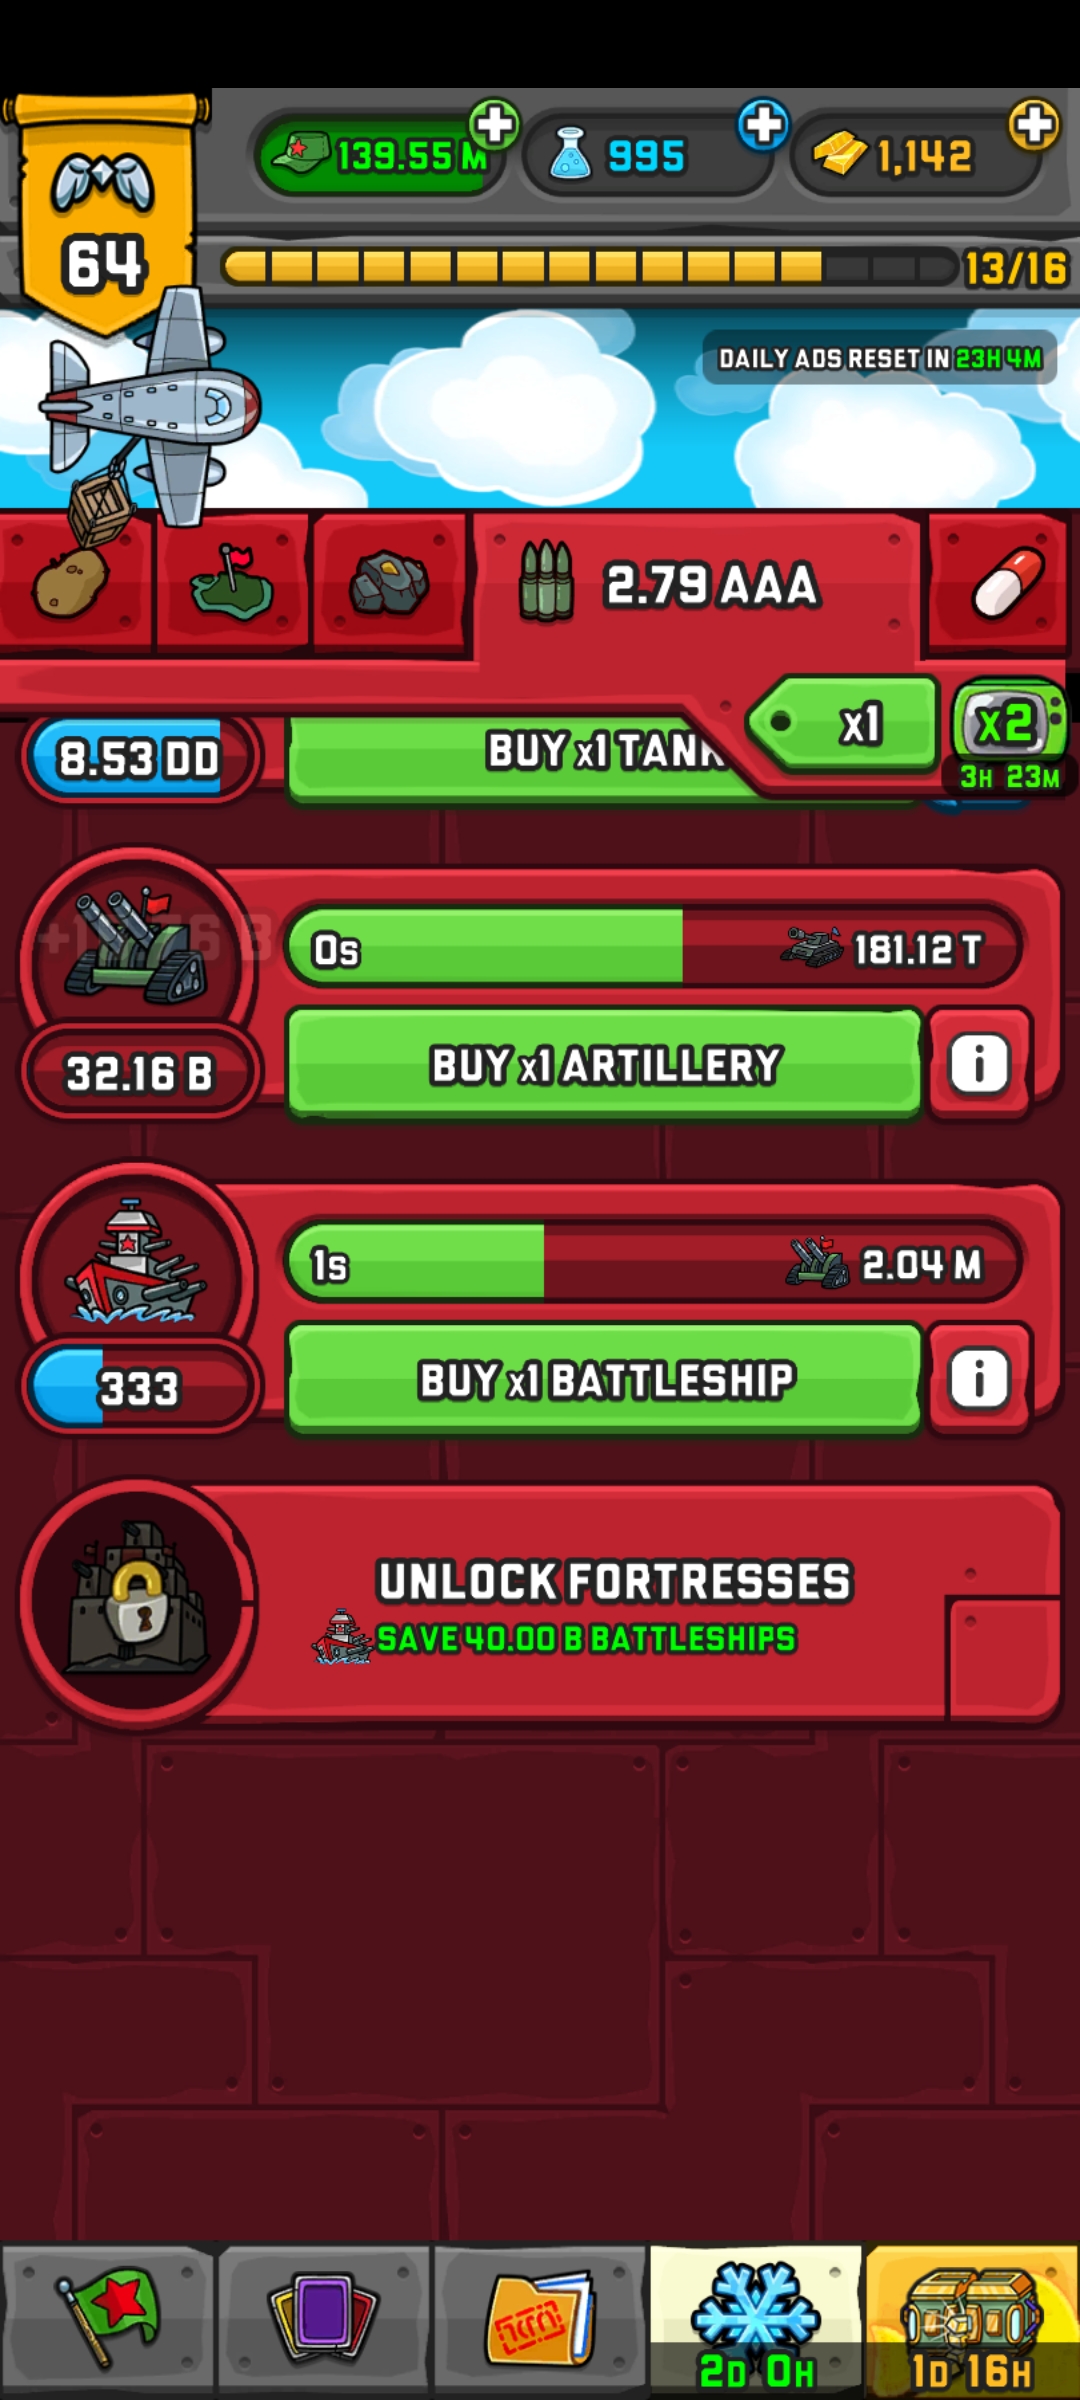 139.55 M
995
1,142
64
13/16
DAILY ADS RESET IN 23H 4M
2.79 AAA
x1
x2
3H 23M
8.53 DD
BUY x1 TANK
0s
181.12 T
32.16 B
BUY x1 ARTILLERY
i
1s
2.04 M
333
BUY x1 BATTLESHIP
i
UNLOCK FORTRESSES
SAVE 40.00 B BATTLESHIPS
2D 0H
1D 16H